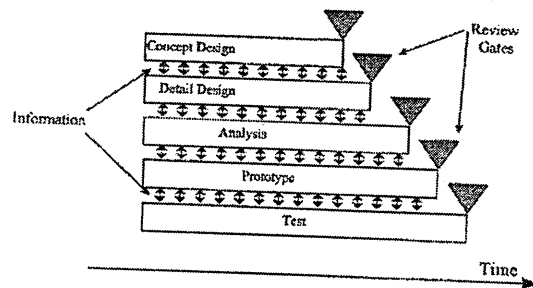 Concept Design
Review
Gates
Detail Design
Information
Analysis
Prototype
Test
Time